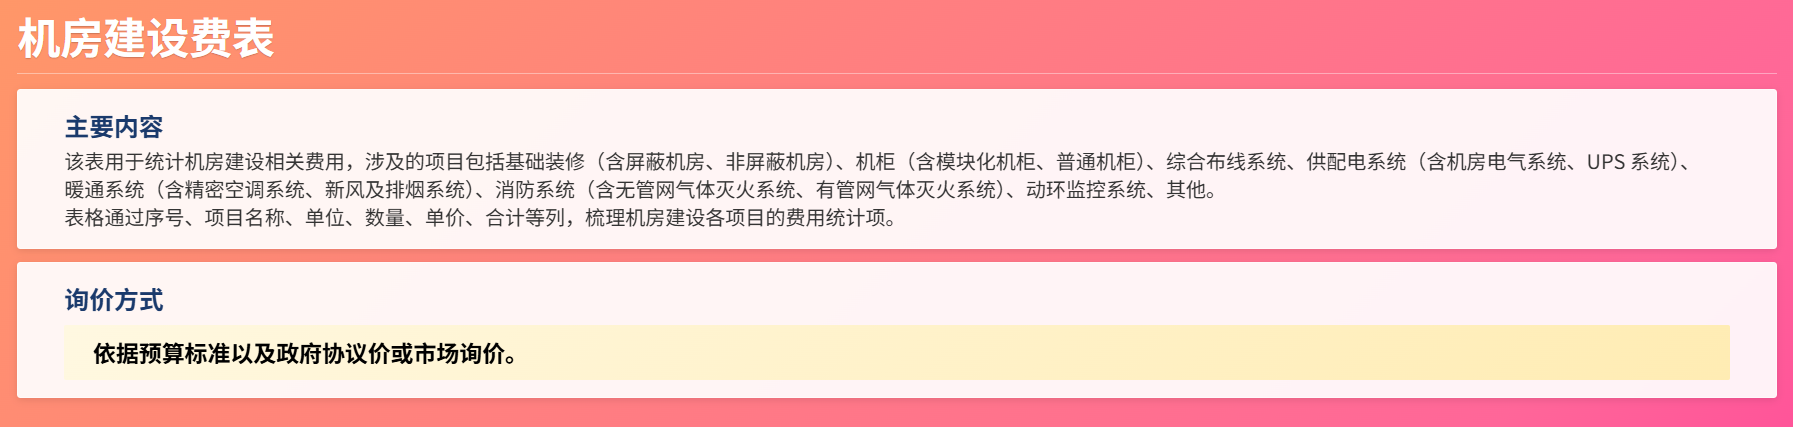 机房建设费表
主要内容
该表用于统计机房建设相关费用，涉及的项目包括基础装修（含屏蔽机房、非屏蔽机房）、机柜（含模块化机柜、普通机柜）、综合布线系统、供配电系统（含机房电气系统、UPS 系统）、
暖通系统（含精密空调系统、新风及排烟系统）、消防系统（含无管网气体灭火系统、有管网气体灭火系统）、动环监控系统、其他。
表格通过序号、项目名称、单位、数量、单价、合计等列，梳理机房建设各项目的费用统计项。
询价方式
依据预算标准以及政府协议价或市场询价。